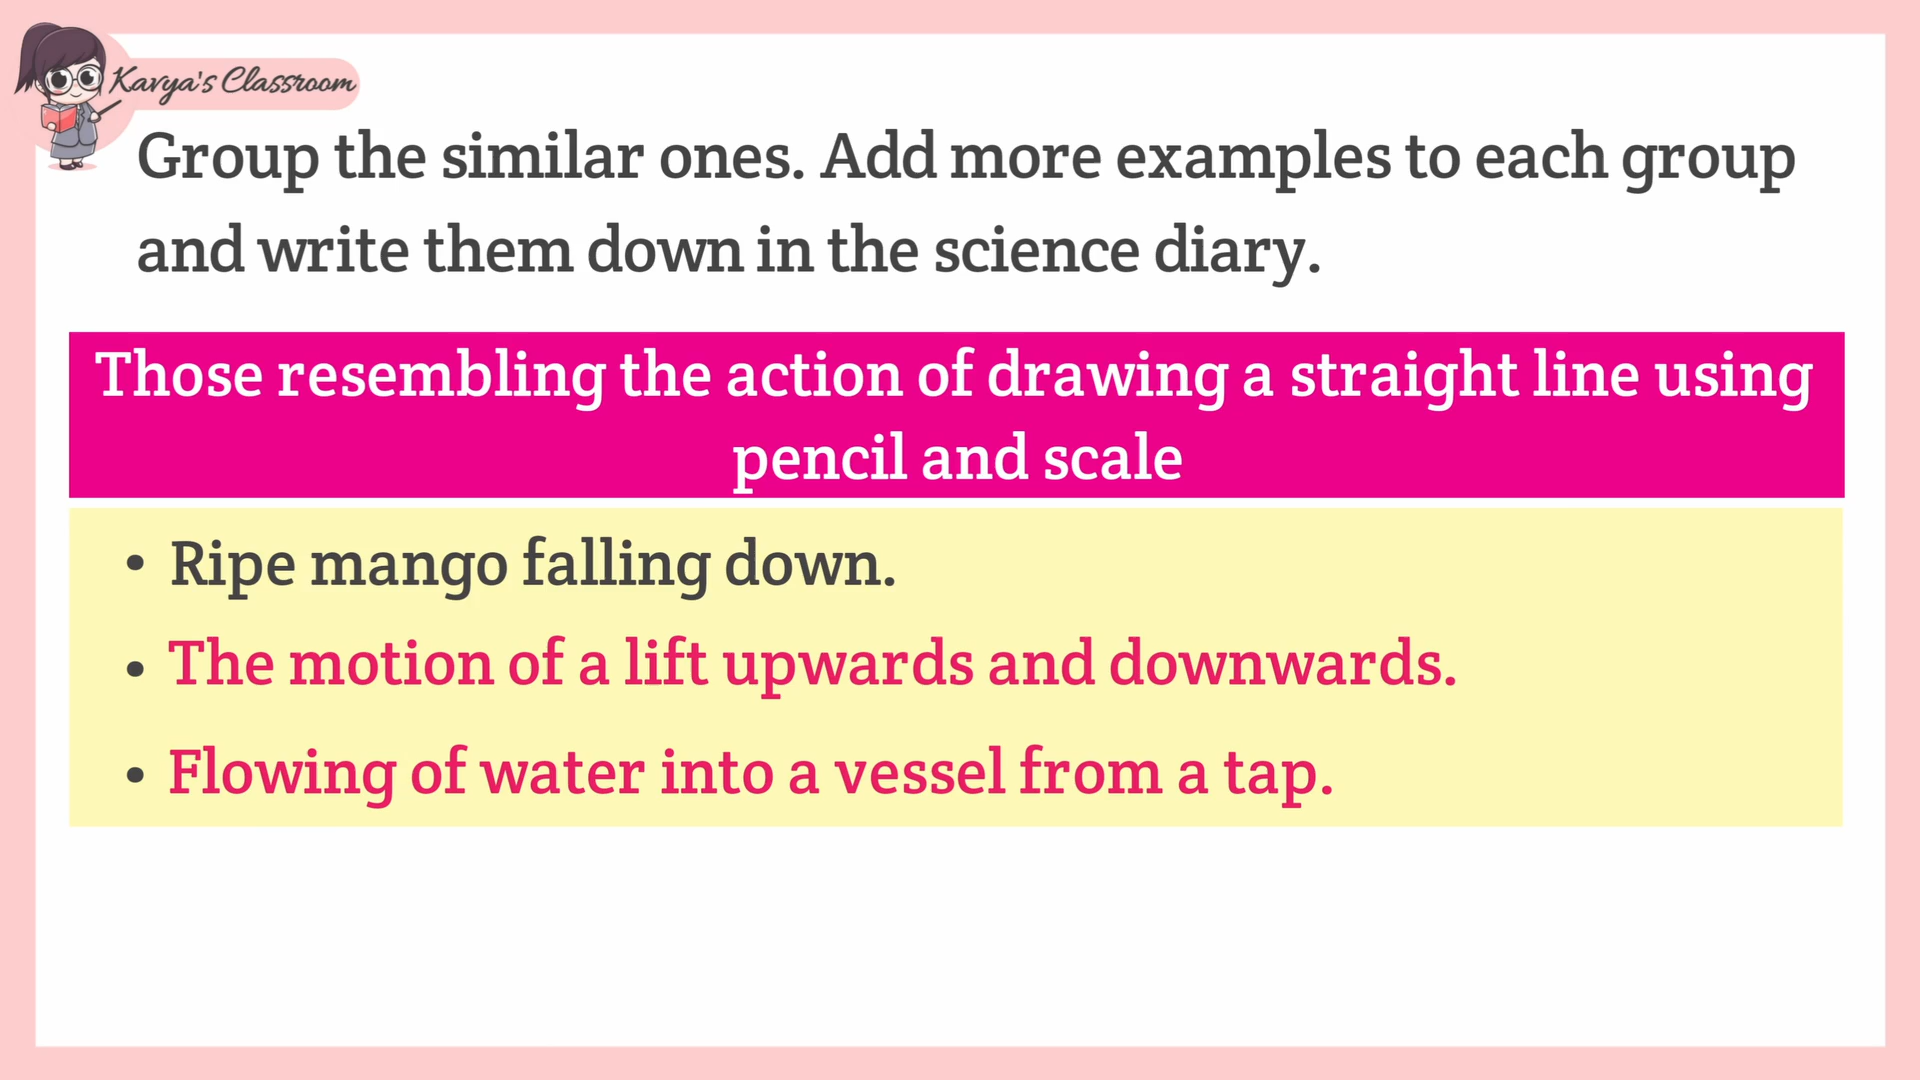 Kavya's Classroom
Group the similar ones. Add more examples to each group
and write them down in the science diary.
Those resembling the action of drawing a straight line using
pencil and scale
• Ripe mango falling down.
• The motion of a lift upwards and downwards.
• Flowing of water into a vessel from a tap.